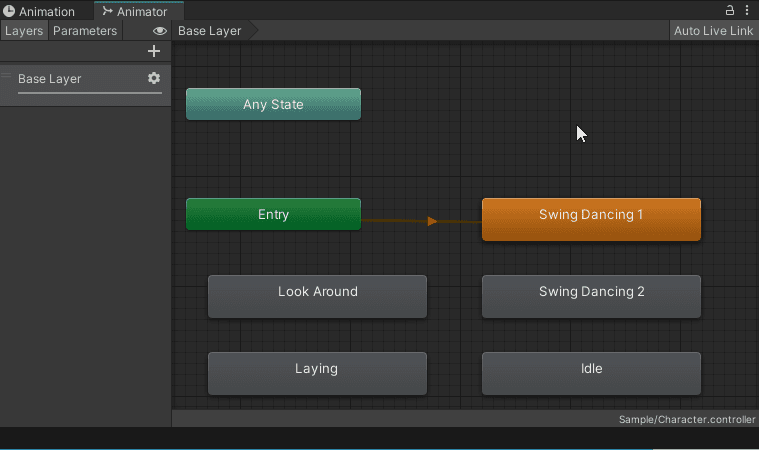 Animation Animator
Layers Parameters Base Layer Auto Live Link
Base Layer
Any State
Entry Swing Dancing 1
Look Around Swing Dancing 2
Laying Idle
Sample/Character.controller